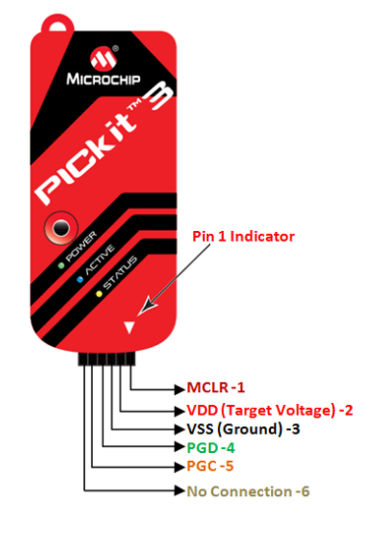 MICROCHIP
PICkit™ 3
POWER
ACTIVE
STATUS
Pin 1 Indicator
MCLR -1
VDD (Target Voltage) -2
VSS (Ground) -3
PGD -4
PGC -5
No Connection -6